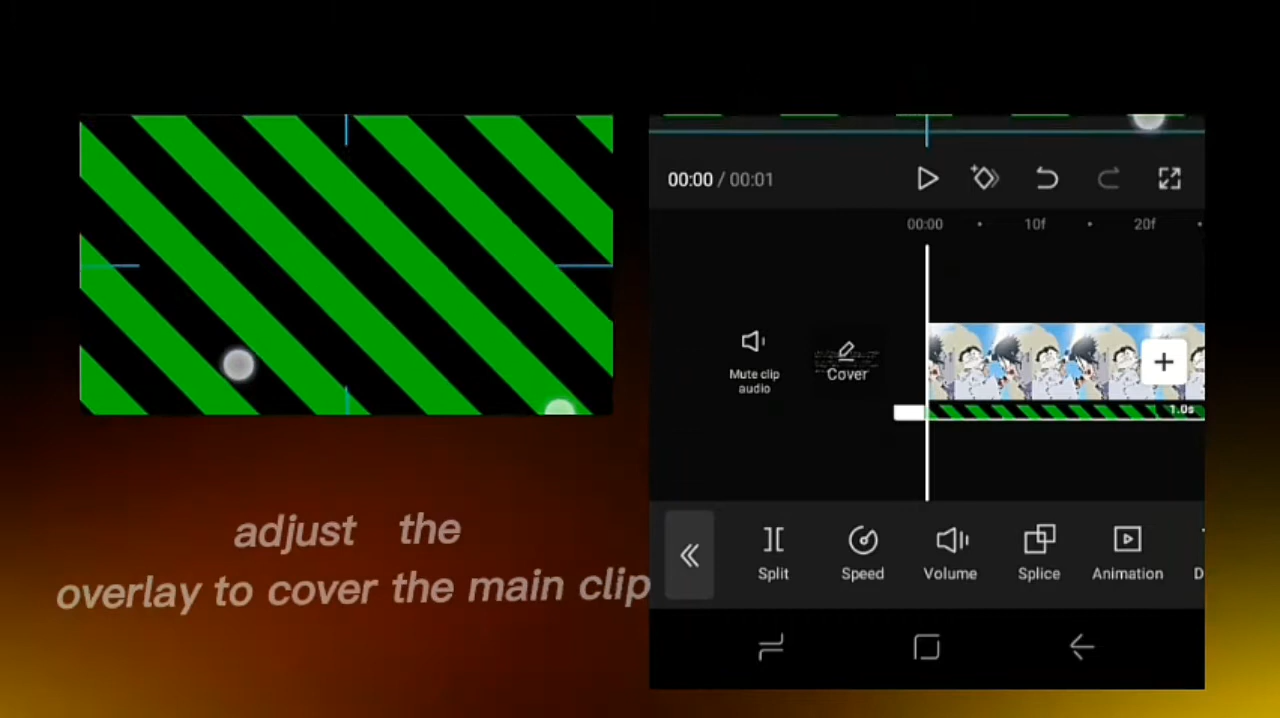 00:00 / 00:01
00:00
10f
20f
Mute clip
audio
Cover
1.0s
Split
Speed
Volume
Splice
Animation
D
adjust the
overlay to cover the main clip